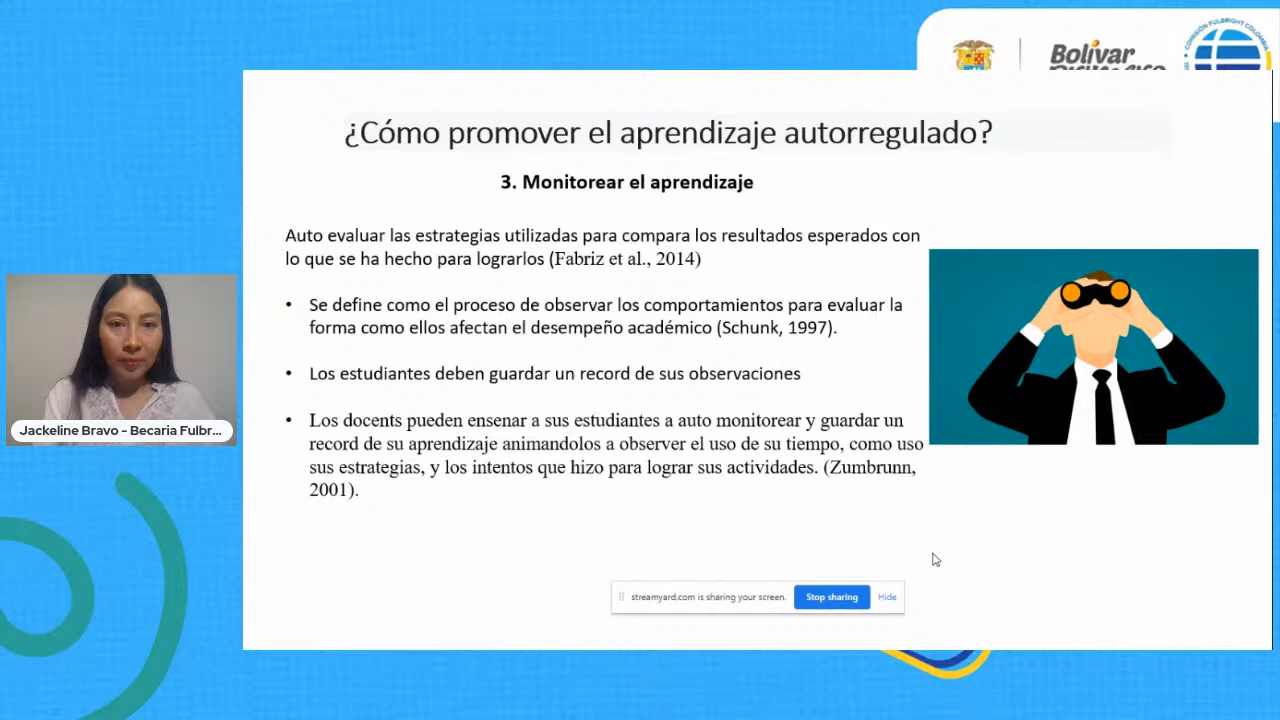 COMISIÓN FULBRIGHT COLOMBIA
Bolívar
¿Cómo promover el aprendizaje autorregulado?
3. Monitorear el aprendizaje
Auto evaluar las estrategias utilizadas para compara los resultados esperados con
lo que se ha hecho para lograrlos (Fabriz et al., 2014)
• Se define como el proceso de observar los comportamientos para evaluar la
forma como ellos afectan el desempeño académico (Schunk, 1997).
• Los estudiantes deben guardar un record de sus observaciones
• Los docents pueden ensenar a sus estudiantes a auto monitorear y guardar un
record de su aprendizaje animandolos a observer el uso de su tiempo, como uso
sus estrategias, y los intentos que hizo para lograr sus actividades. (Zumbrunn,
2001).
Jackeline Bravo - Becaria Fulbr...
streamyard.com is sharing your screen.
Stop sharing
Hide